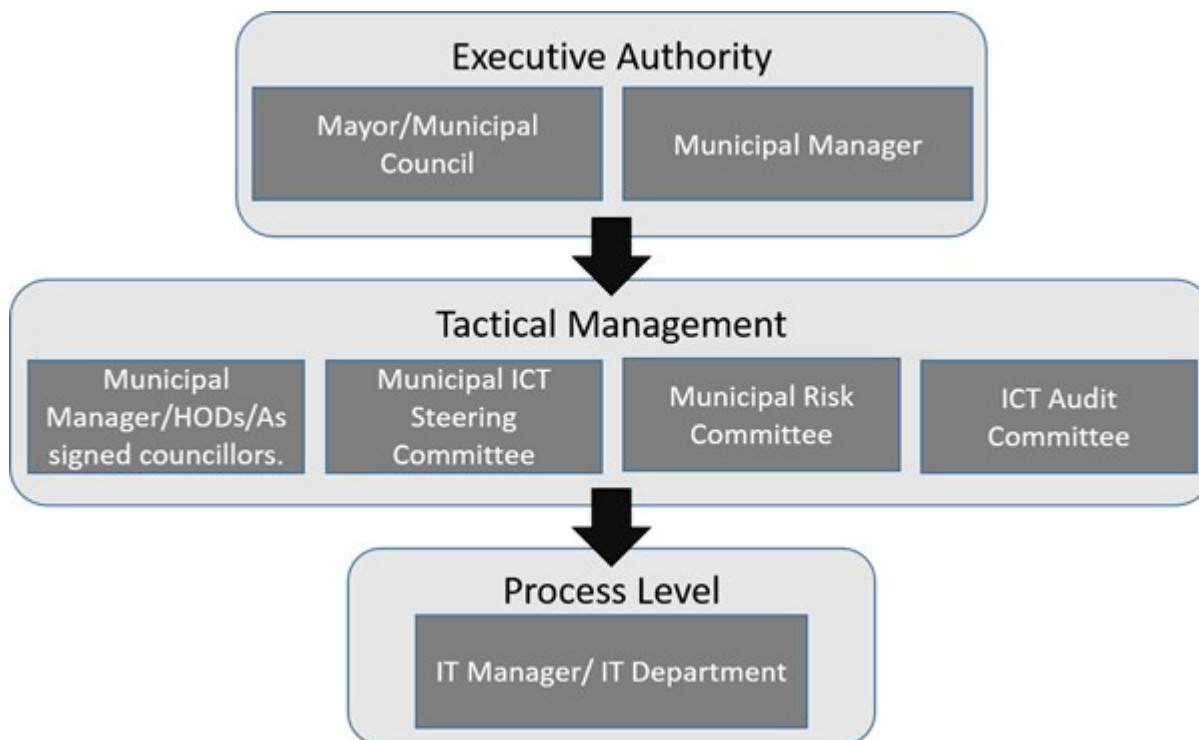 Executive Authority
Mayor/Municipal
Council
Municipal Manager
Tactical Management
Municipal
Manager/HODs/As
signed councillors.
Municipal ICT
Steering
Committee
Municipal Risk
Committee
ICT Audit
Committee
Process Level
IT Manager/ IT Department